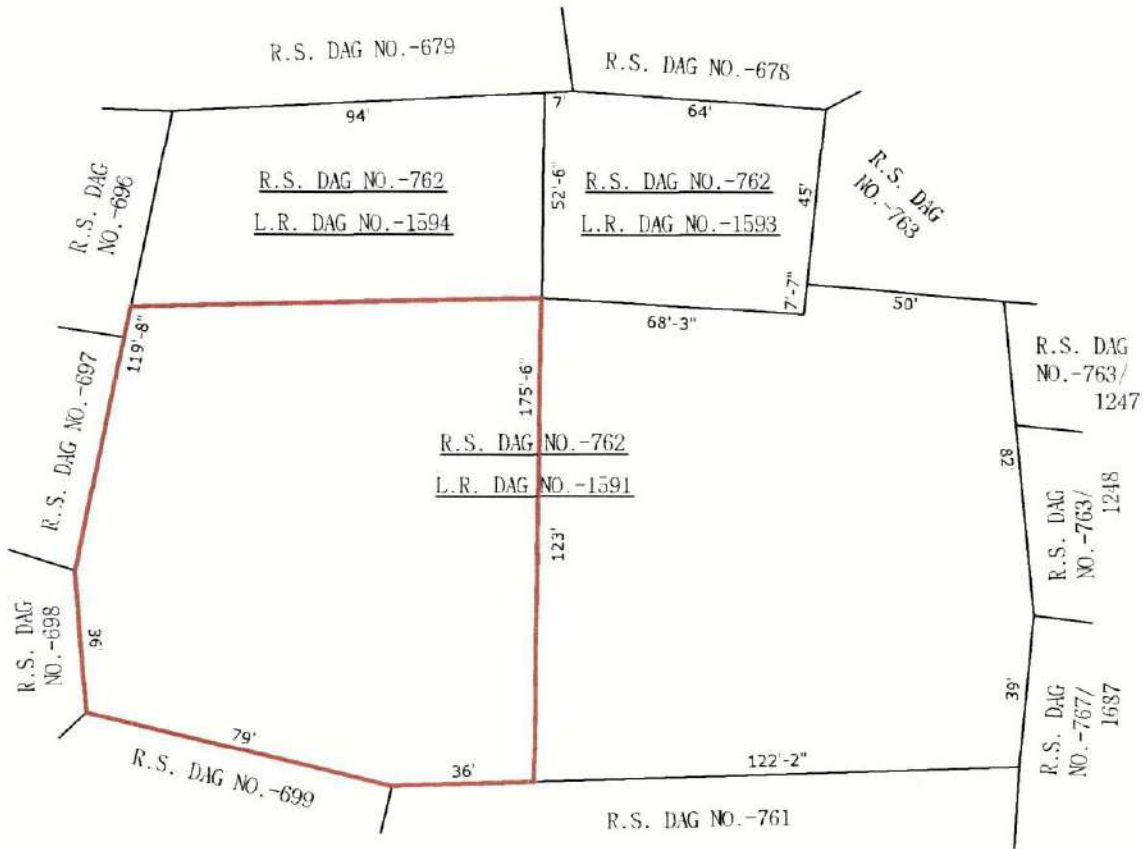 R.S. DAG NO.-679
R.S. DAG NO.-678
94'
7'
64'
R.S. DAG
NO.-696
R.S. DAG NO.-762
L.R. DAG NO.-1594
52'-6"
R.S. DAG NO.-762
L.R. DAG NO.-1593
45'
R.S. DAG
NO.-763
7'-7"
68'-3"
50'
119'-8"
R.S. DAG NO.-697
175'-6"
R.S. DAG
NO.-763/
1247
R.S. DAG NO.-762
L.R. DAG NO.-1591
82'
123'
R.S. DAG
NO.-763/
1248
R.S. DAG
NO.-698
36'
39'
R.S. DAG
NO.-767/
1687
79'
36'
122'-2"
R.S. DAG NO.-699
R.S. DAG NO.-761